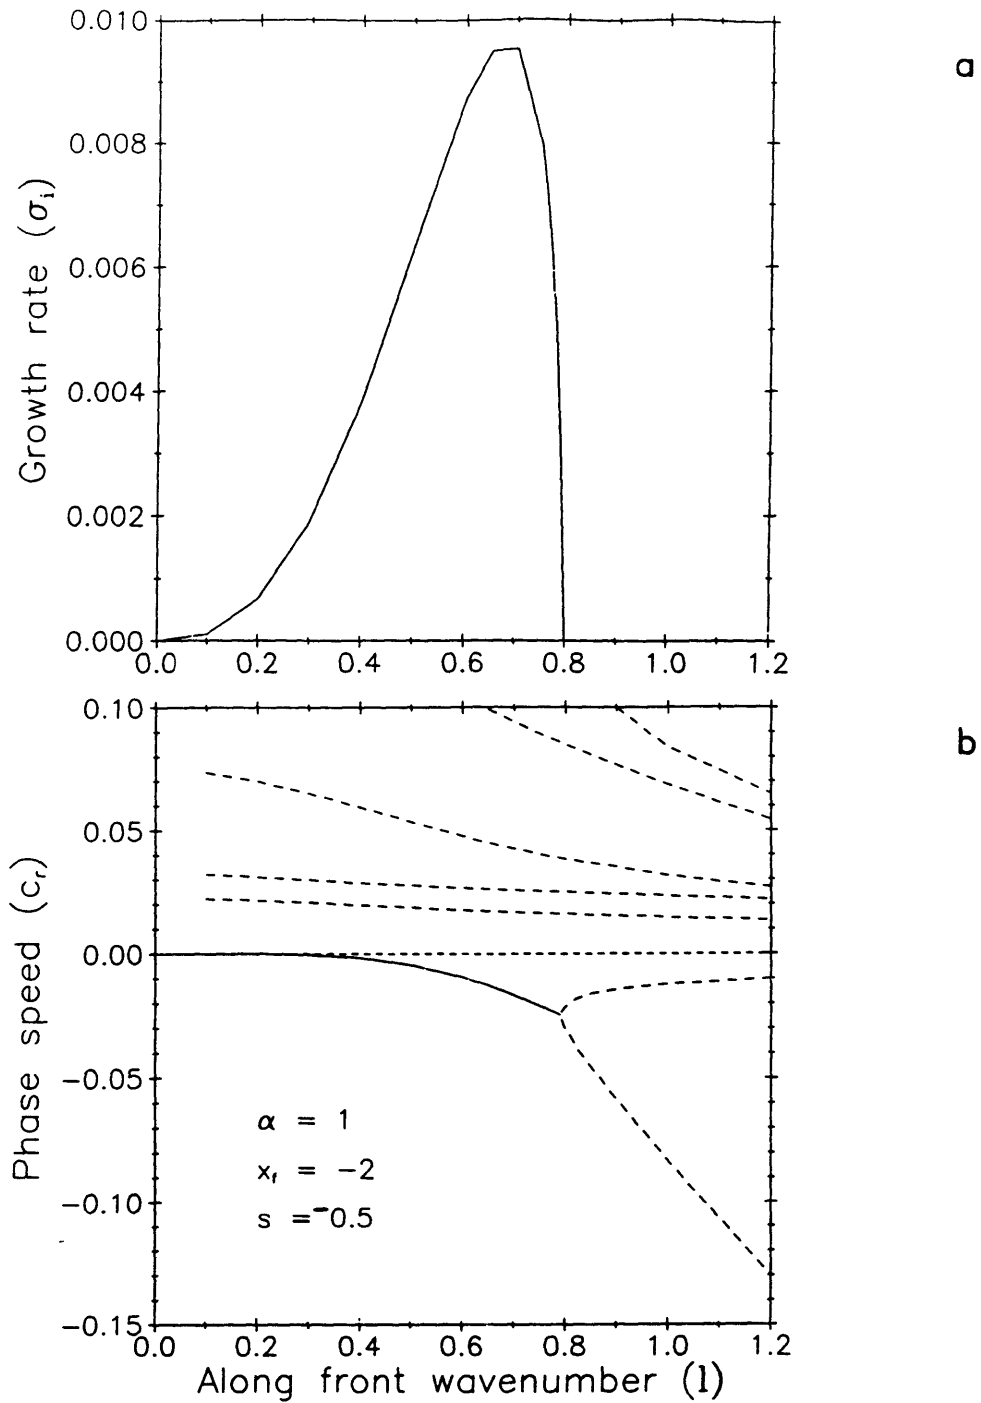 a
Growth rate (σi)
0.010
0.008
0.006
0.004
0.002
0.000
0.0 0.2 0.4 0.6 0.8 1.0 1.2
b
Phase speed (cr)
0.10
0.05
0.00
−0.05
−0.10
−0.15
α = 1
xf = −2
s = −0.5
0.0 0.2 0.4 0.6 0.8 1.0 1.2
Along front wavenumber (l)